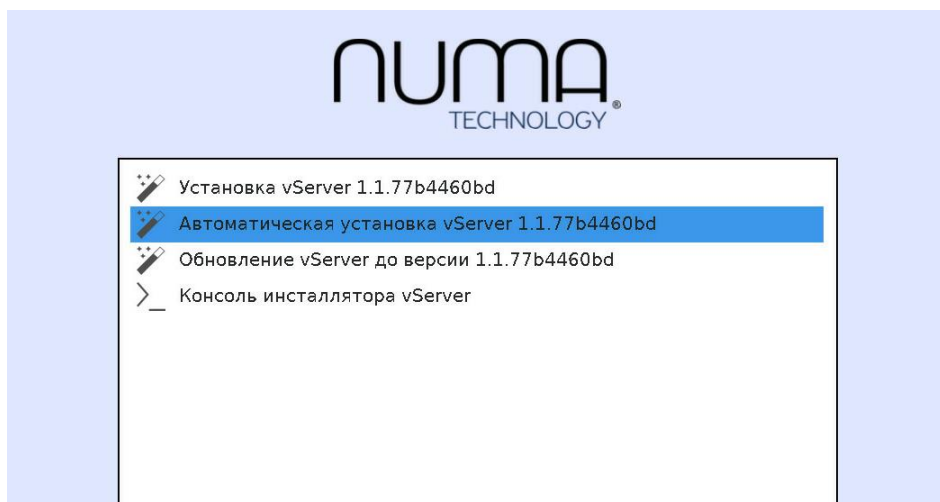 numa
TECHNOLOGY®
Установка vServer 1.1.77b4460bd
Автоматическая установка vServer 1.1.77b4460bd
Обновление vServer до версии 1.1.77b4460bd
Консоль инсталлятора vServer